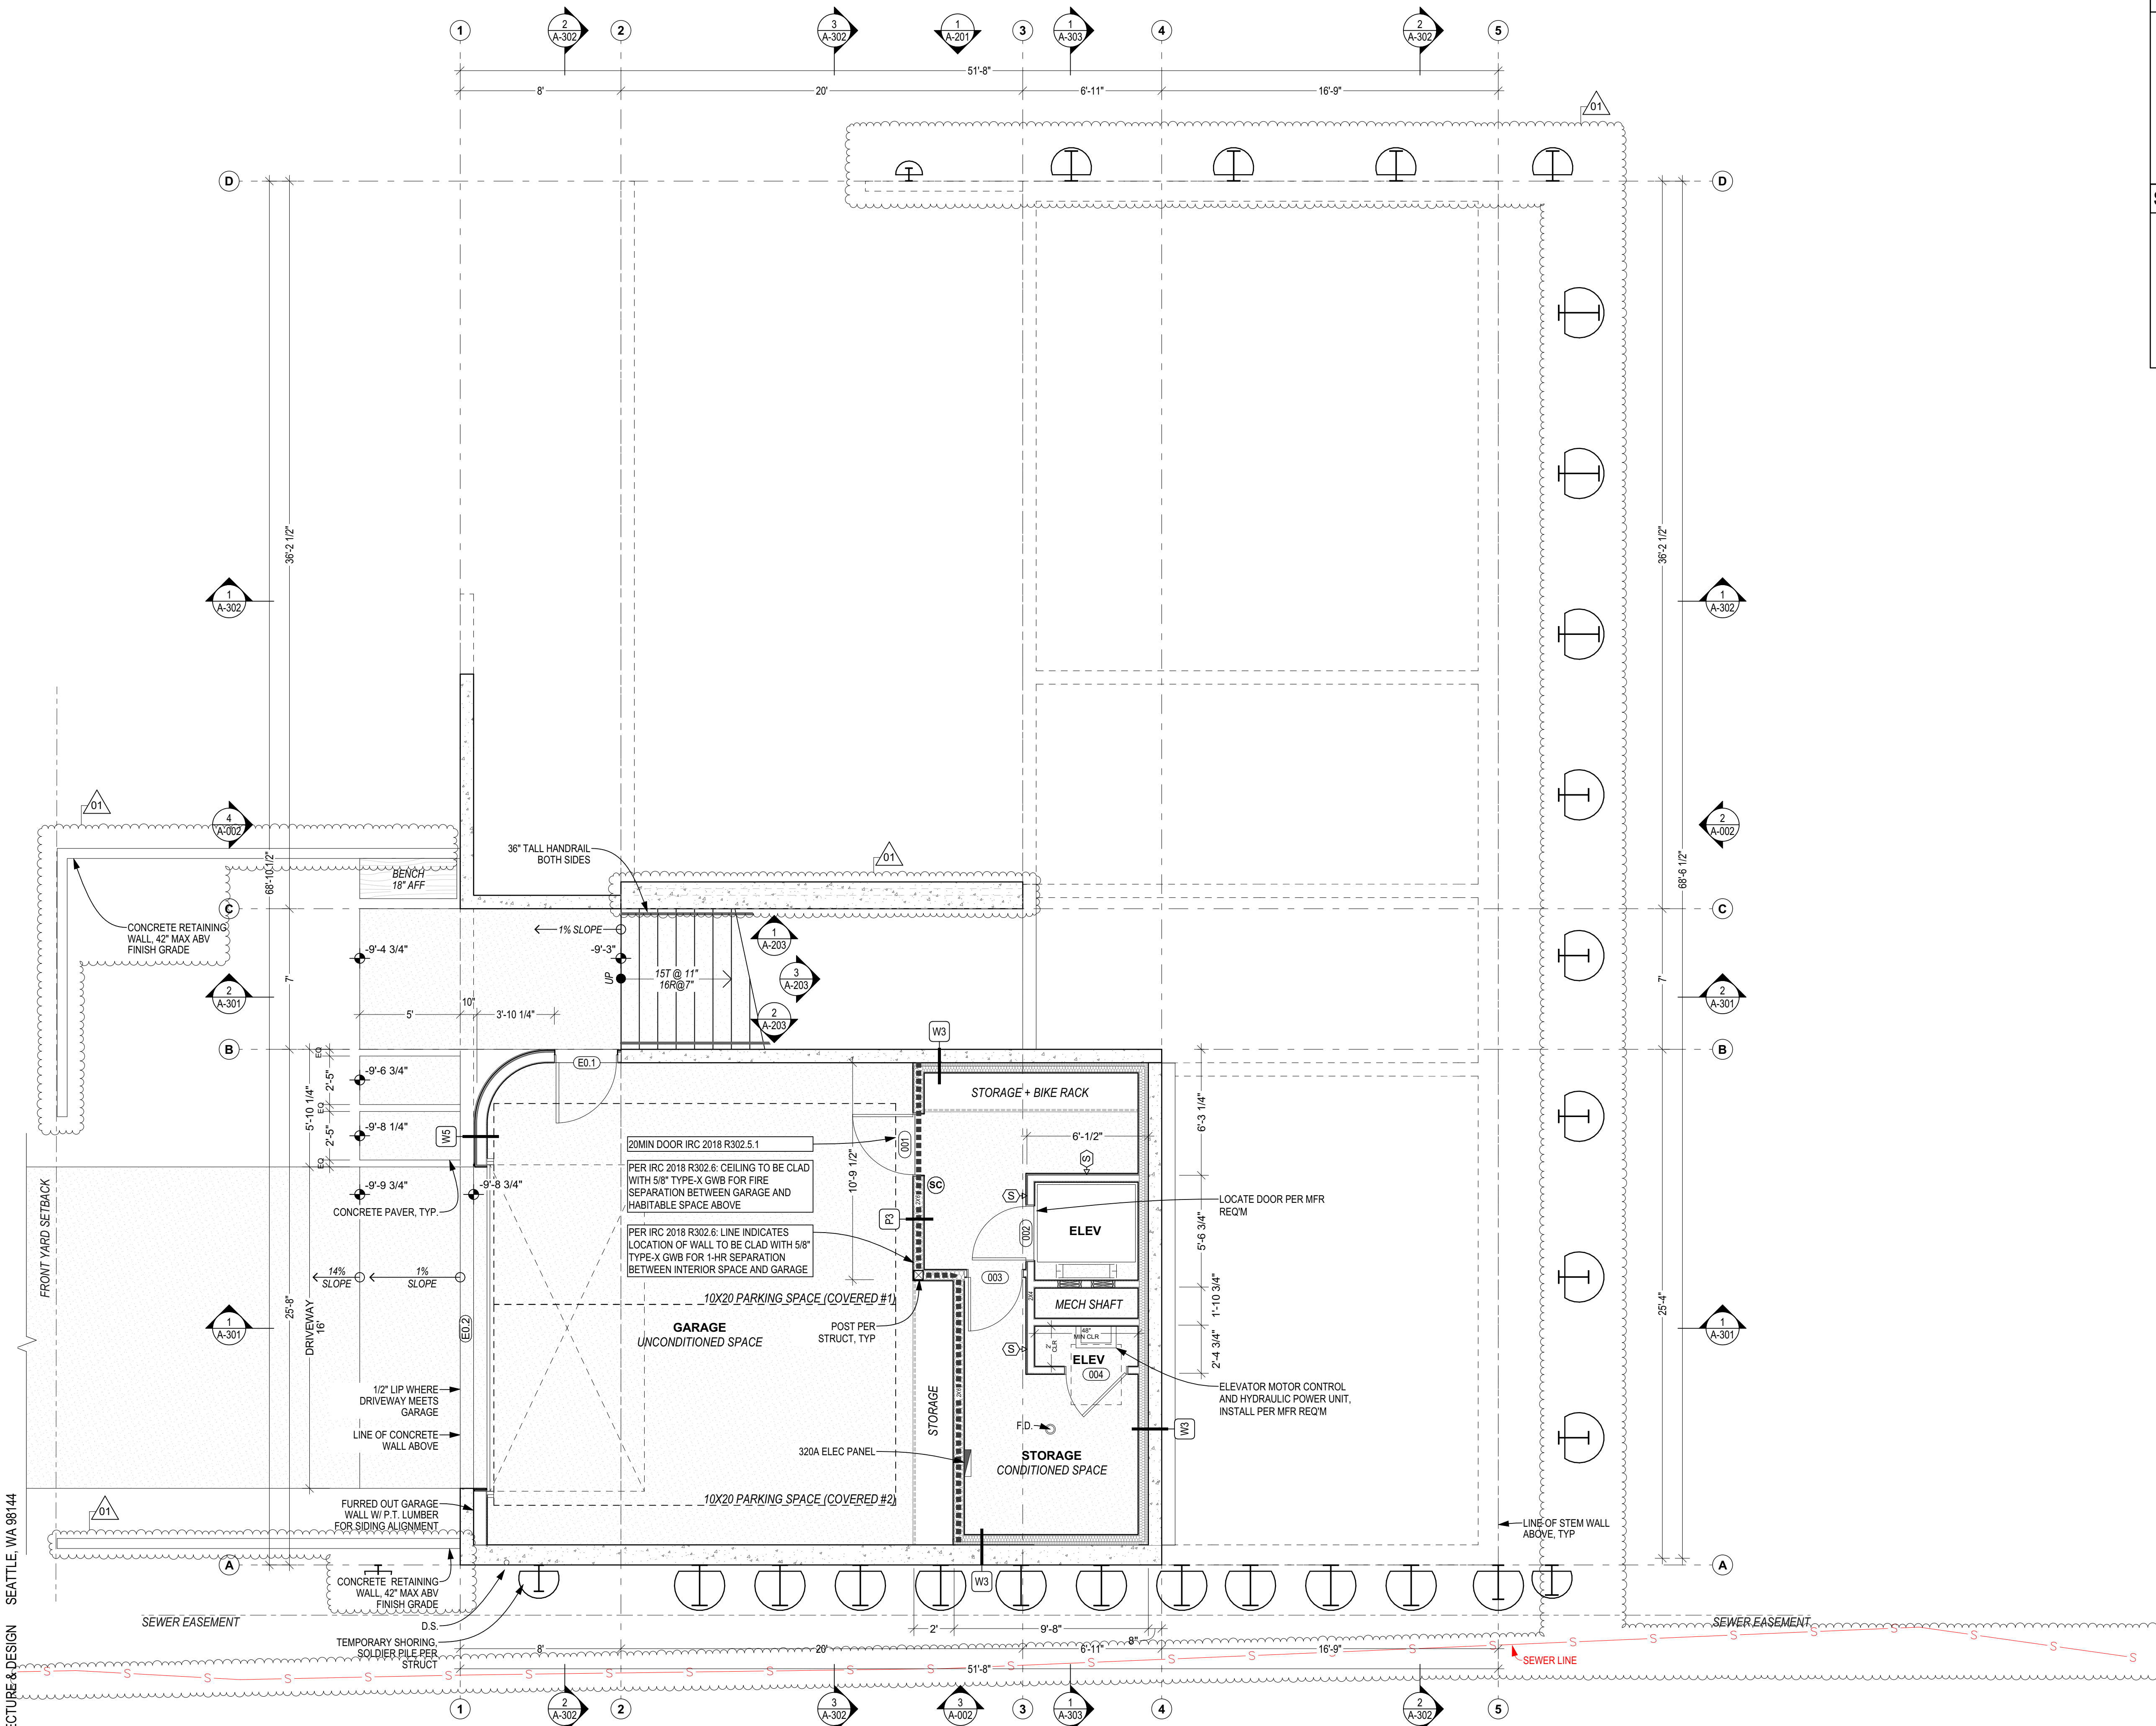 1
2
A-302
2
3
A-302
1
A-201
3
1
A-303
4
2
A-302
5
51'-8"
8'
20'
6'-11"
16'-9"
01
D
D
36'-2 1/2"
36'-2 1/2"
1
A-302
1
A-302
01
4
A-002
2
A-002
68'-10 1/2"
68'-6 1/2"
36" TALL HANDRAIL
BOTH SIDES
01
BENCH
18" AFF
C
C
CONCRETE RETAINING
WALL, 42" MAX ABV
FINISH GRADE
1% SLOPE
1
A-203
-9'-4 3/4"
-9'-3"
UP
15T @ 11"
16R@7"
3
A-203
2
A-301
7'
7'
2
A-301
10"
5'
3'-10 1/4"
2
A-203
W3
B
B
EQ
E0.1
-9'-6 3/4"
2'-5"
5'-10 1/4"
EQ
STORAGE + BIKE RACK
6'-3 1/4"
-9'-8 1/4"
2'-5"
W5
6'-1/2"
20MIN DOOR IRC 2018 R302.5.1
001
10'-9 1/2"
EQ
S
PER IRC 2018 R302.6: CEILING TO BE CLAD
WITH 5/8" TYPE-X GWB FOR FIRE
SEPARATION BETWEEN GARAGE AND
HABITABLE SPACE ABOVE
-9'-9 3/4"
-9'-8 3/4"
SC
2X6
S
LOCATE DOOR PER MFR
REQ'M
FRONT YARD SETBACK
CONCRETE PAVER, TYP.
P3
002
ELEV
5'-6 3/4"
PER IRC 2018 R302.6: LINE INDICATES
LOCATION OF WALL TO BE CLAD WITH 5/8"
TYPE-X GWB FOR 1-HR SEPARATION
BETWEEN INTERIOR SPACE AND GARAGE
14%
SLOPE
1%
SLOPE
003
10X20 PARKING SPACE (COVERED #1)
2X4
MECH SHAFT
1'-10 3/4"
1
A-301
DRIVEWAY
16'
25'-8"
E0.2
GARAGE
UNCONDITIONED SPACE
POST PER
STRUCT, TYP
48"
MIN CLR
2'
CLR
S
ELEV
004
2'-4 3/4"
25'-4"
1
A-301
1/2" LIP WHERE
DRIVEWAY MEETS
GARAGE
STORAGE
2X6
ELEVATOR MOTOR CONTROL
AND HYDRAULIC POWER UNIT,
INSTALL PER MFR REQ'M
LINE OF CONCRETE
WALL ABOVE
F.D.
W3
320A ELEC PANEL
STORAGE
CONDITIONED SPACE
10X20 PARKING SPACE (COVERED #2)
01
FURRED OUT GARAGE
WALL W/ P.T. LUMBER
FOR SIDING ALIGNMENT
LINE OF STEM WALL
ABOVE, TYP
A
A
CONCRETE RETAINING
WALL, 42" MAX ABV
FINISH GRADE
W3
SEWER EASEMENT
SEWER EASEMENT
D.S.
TEMPORARY SHORING,
SOLDIER PILE PER
STRUCT
2'
9'-8"
8"
8'
20'
6'-11"
16'-9"
51'-8"
S S S S S S S S S S S S S S S S S S S S S S S S S S S
SEWER LINE
1
2
A-302
2
3
A-302
3
A-002
3
1
A-303
4
2
A-302
5
ECTURE & DESIGN SEATTLE, WA 98144